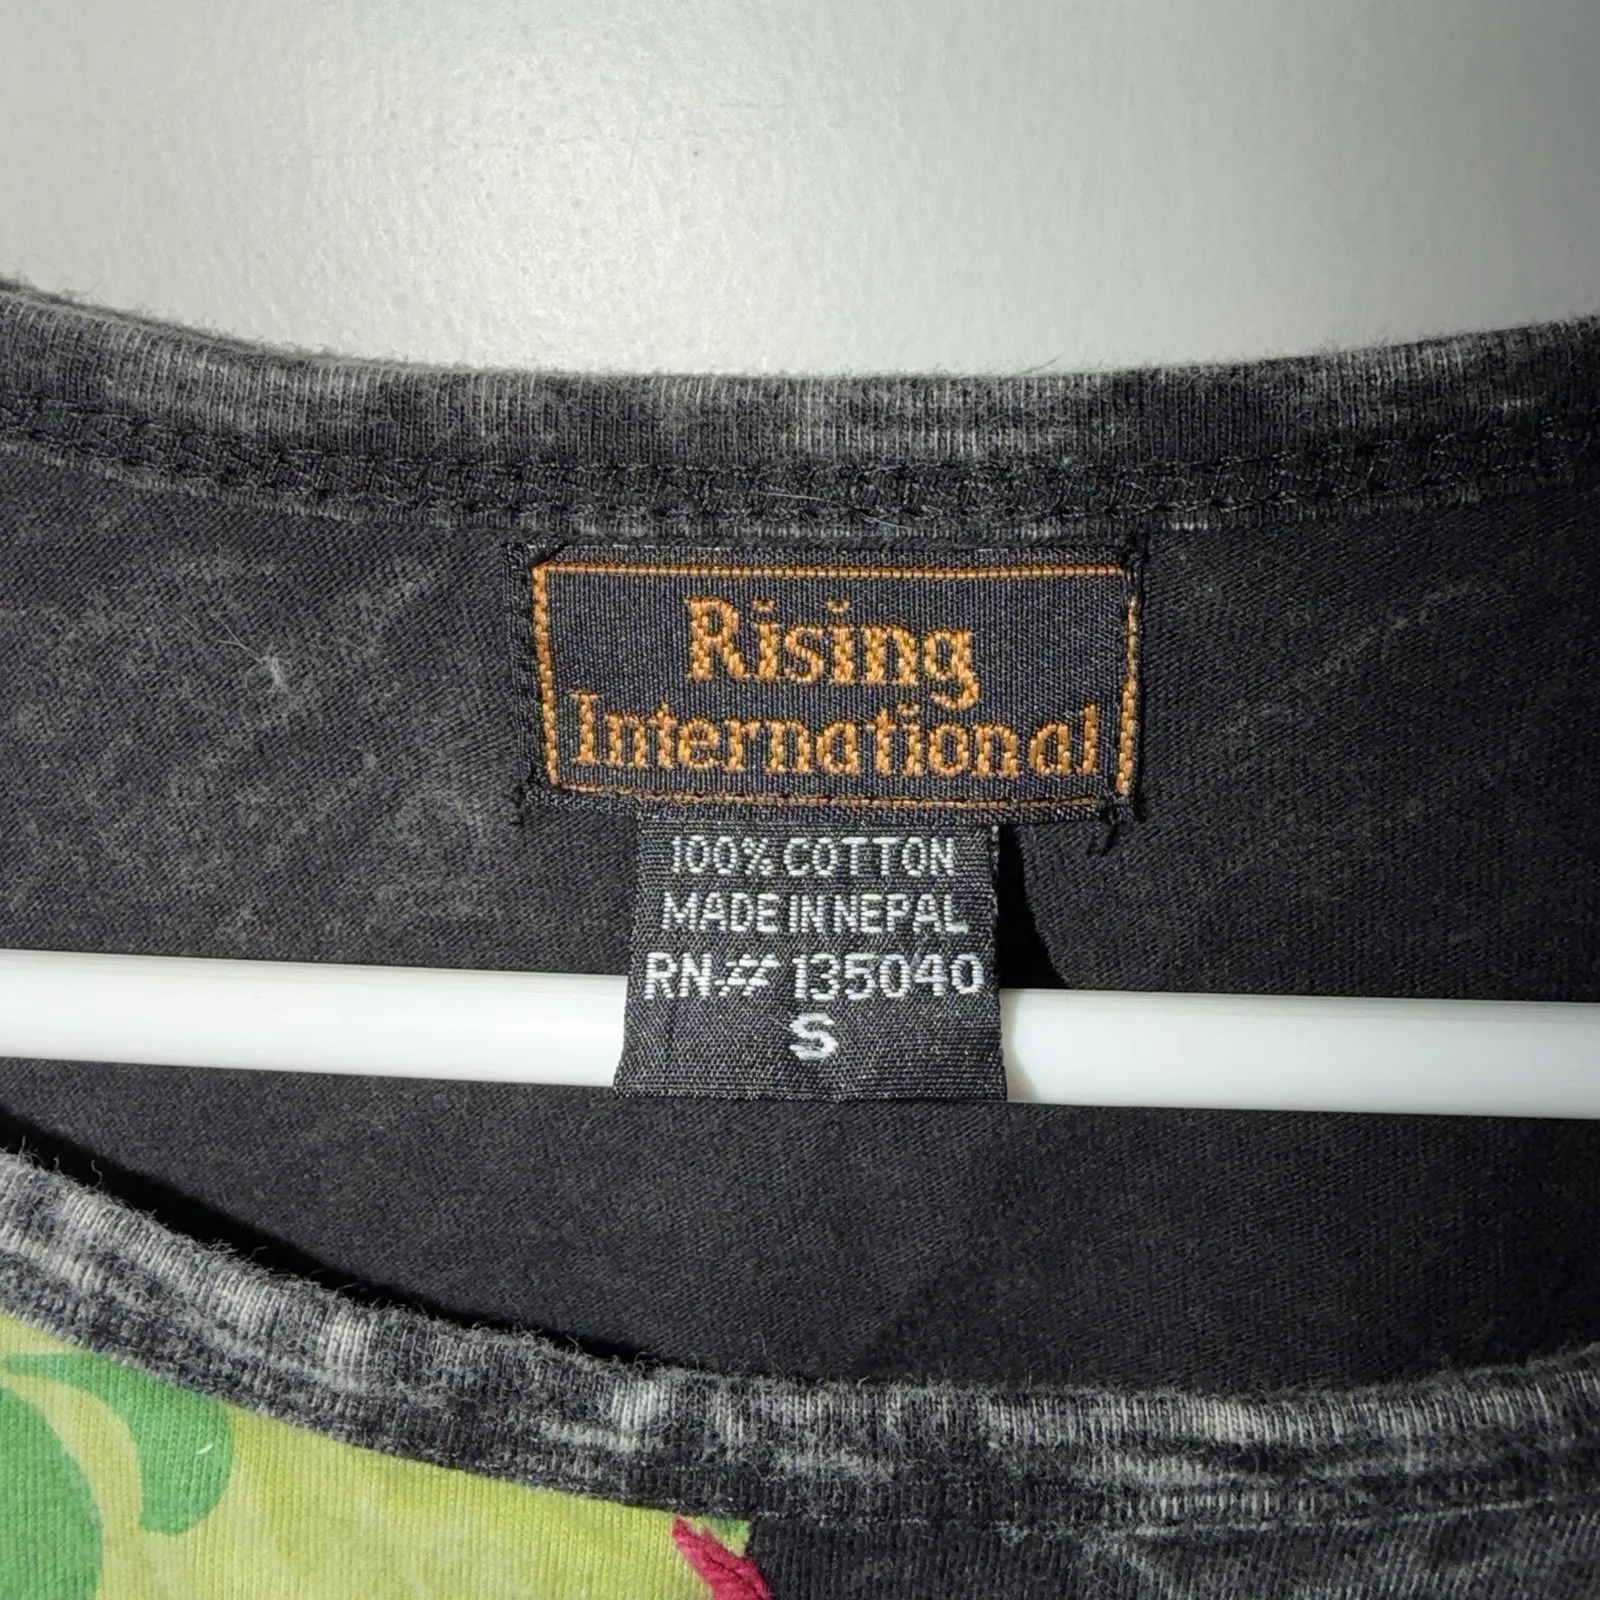 Rising
International
100% COTTON
MADE IN NEPAL
RN-# 135040
S